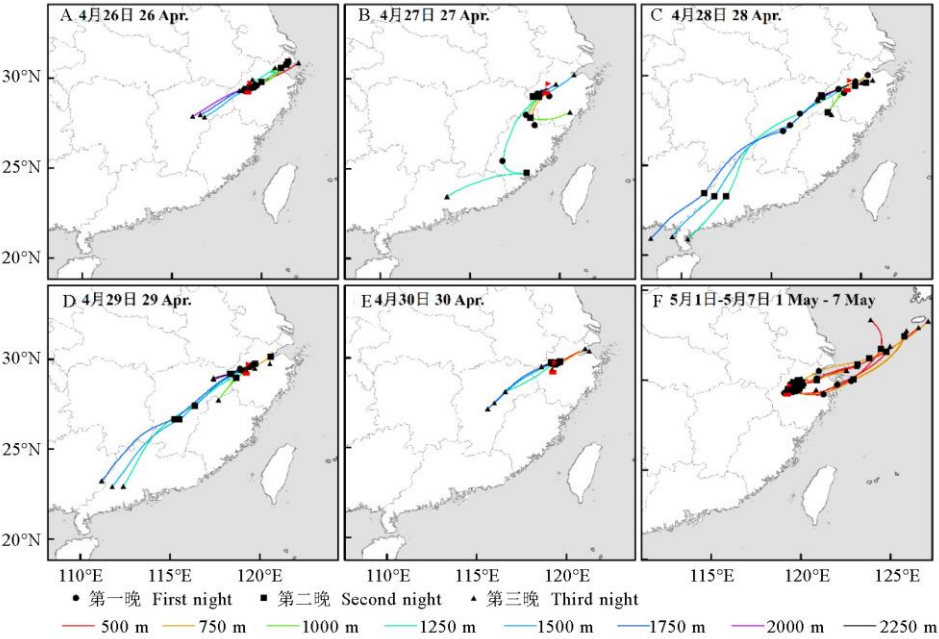 A 4月26日 26 Apr.
B 4月27日 27 Apr.
C 4月28日 28 Apr.
30°N
25°N
20°N
D 4月29日 29 Apr.
E 4月30日 30 Apr.
F 5月1日-5月7日/1 May - 7 May
30°N
25°N
20°N
110°E 115°E 120°E 110°E 115°E 120°E 115°E 120°E 125°E
第一晚 First night 第二晚 Second night 第三晚 Third night
500 m 750 m 1000 m 1250 m 1500 m 1750 m 2000 m 2250 m